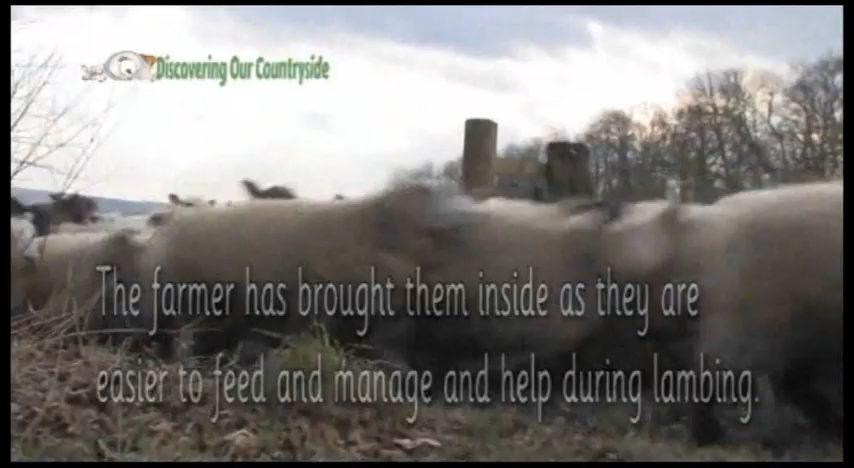 Discovering Our Countryside
The farmer has brought them inside as they are
easier to feed and manage and help during lambing.